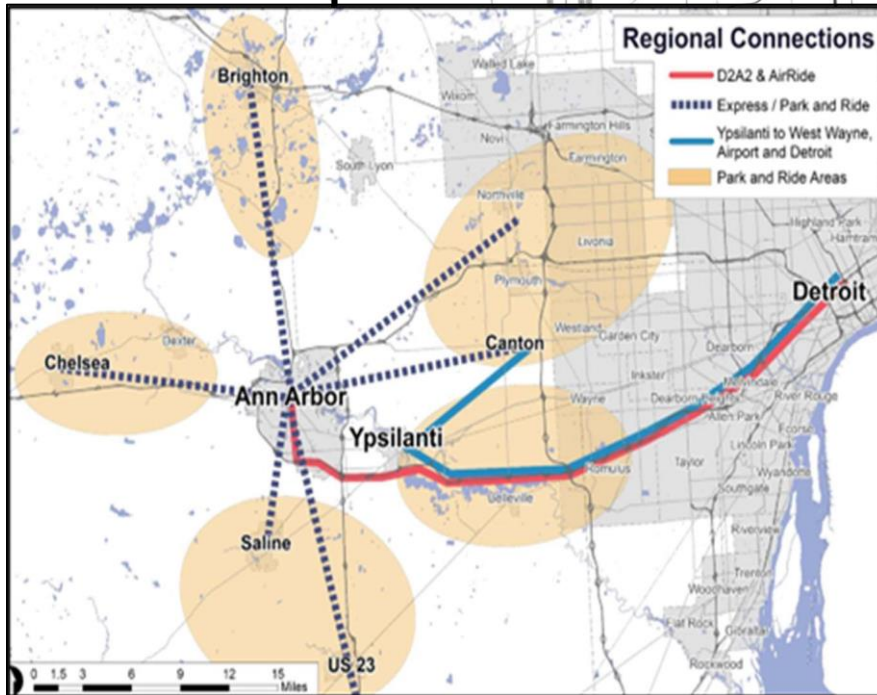 Regional Connections
D2A2 & AirRide
Express / Park and Ride
Ypsilanti to West Wayne,
Airport and Detroit
Park and Ride Areas
Brighton
Walled Lake
Wixom
Novi
Farmington Hills
Farmington
South Lyon
Northville
Highland Park
Hamtram
Livonia
Plymouth
Detroit
Canton
Westland
Garden City
Dearborn
Chelsea
Dexter
Inkster
Melvindale
Ann Arbor
Wayne
Dearborn Heights
River Rouge
Allen Park
Ecorse
Ypsilanti
Lincoln Park
Romulus
Taylor
Wyandotte
Belleville
Southgate
Saline
Riverview
Trenton
Woodhaven
Flat Rock
Gibraltar
US 23
Rockwood
0 1.5 3 6 9 12 15
Miles